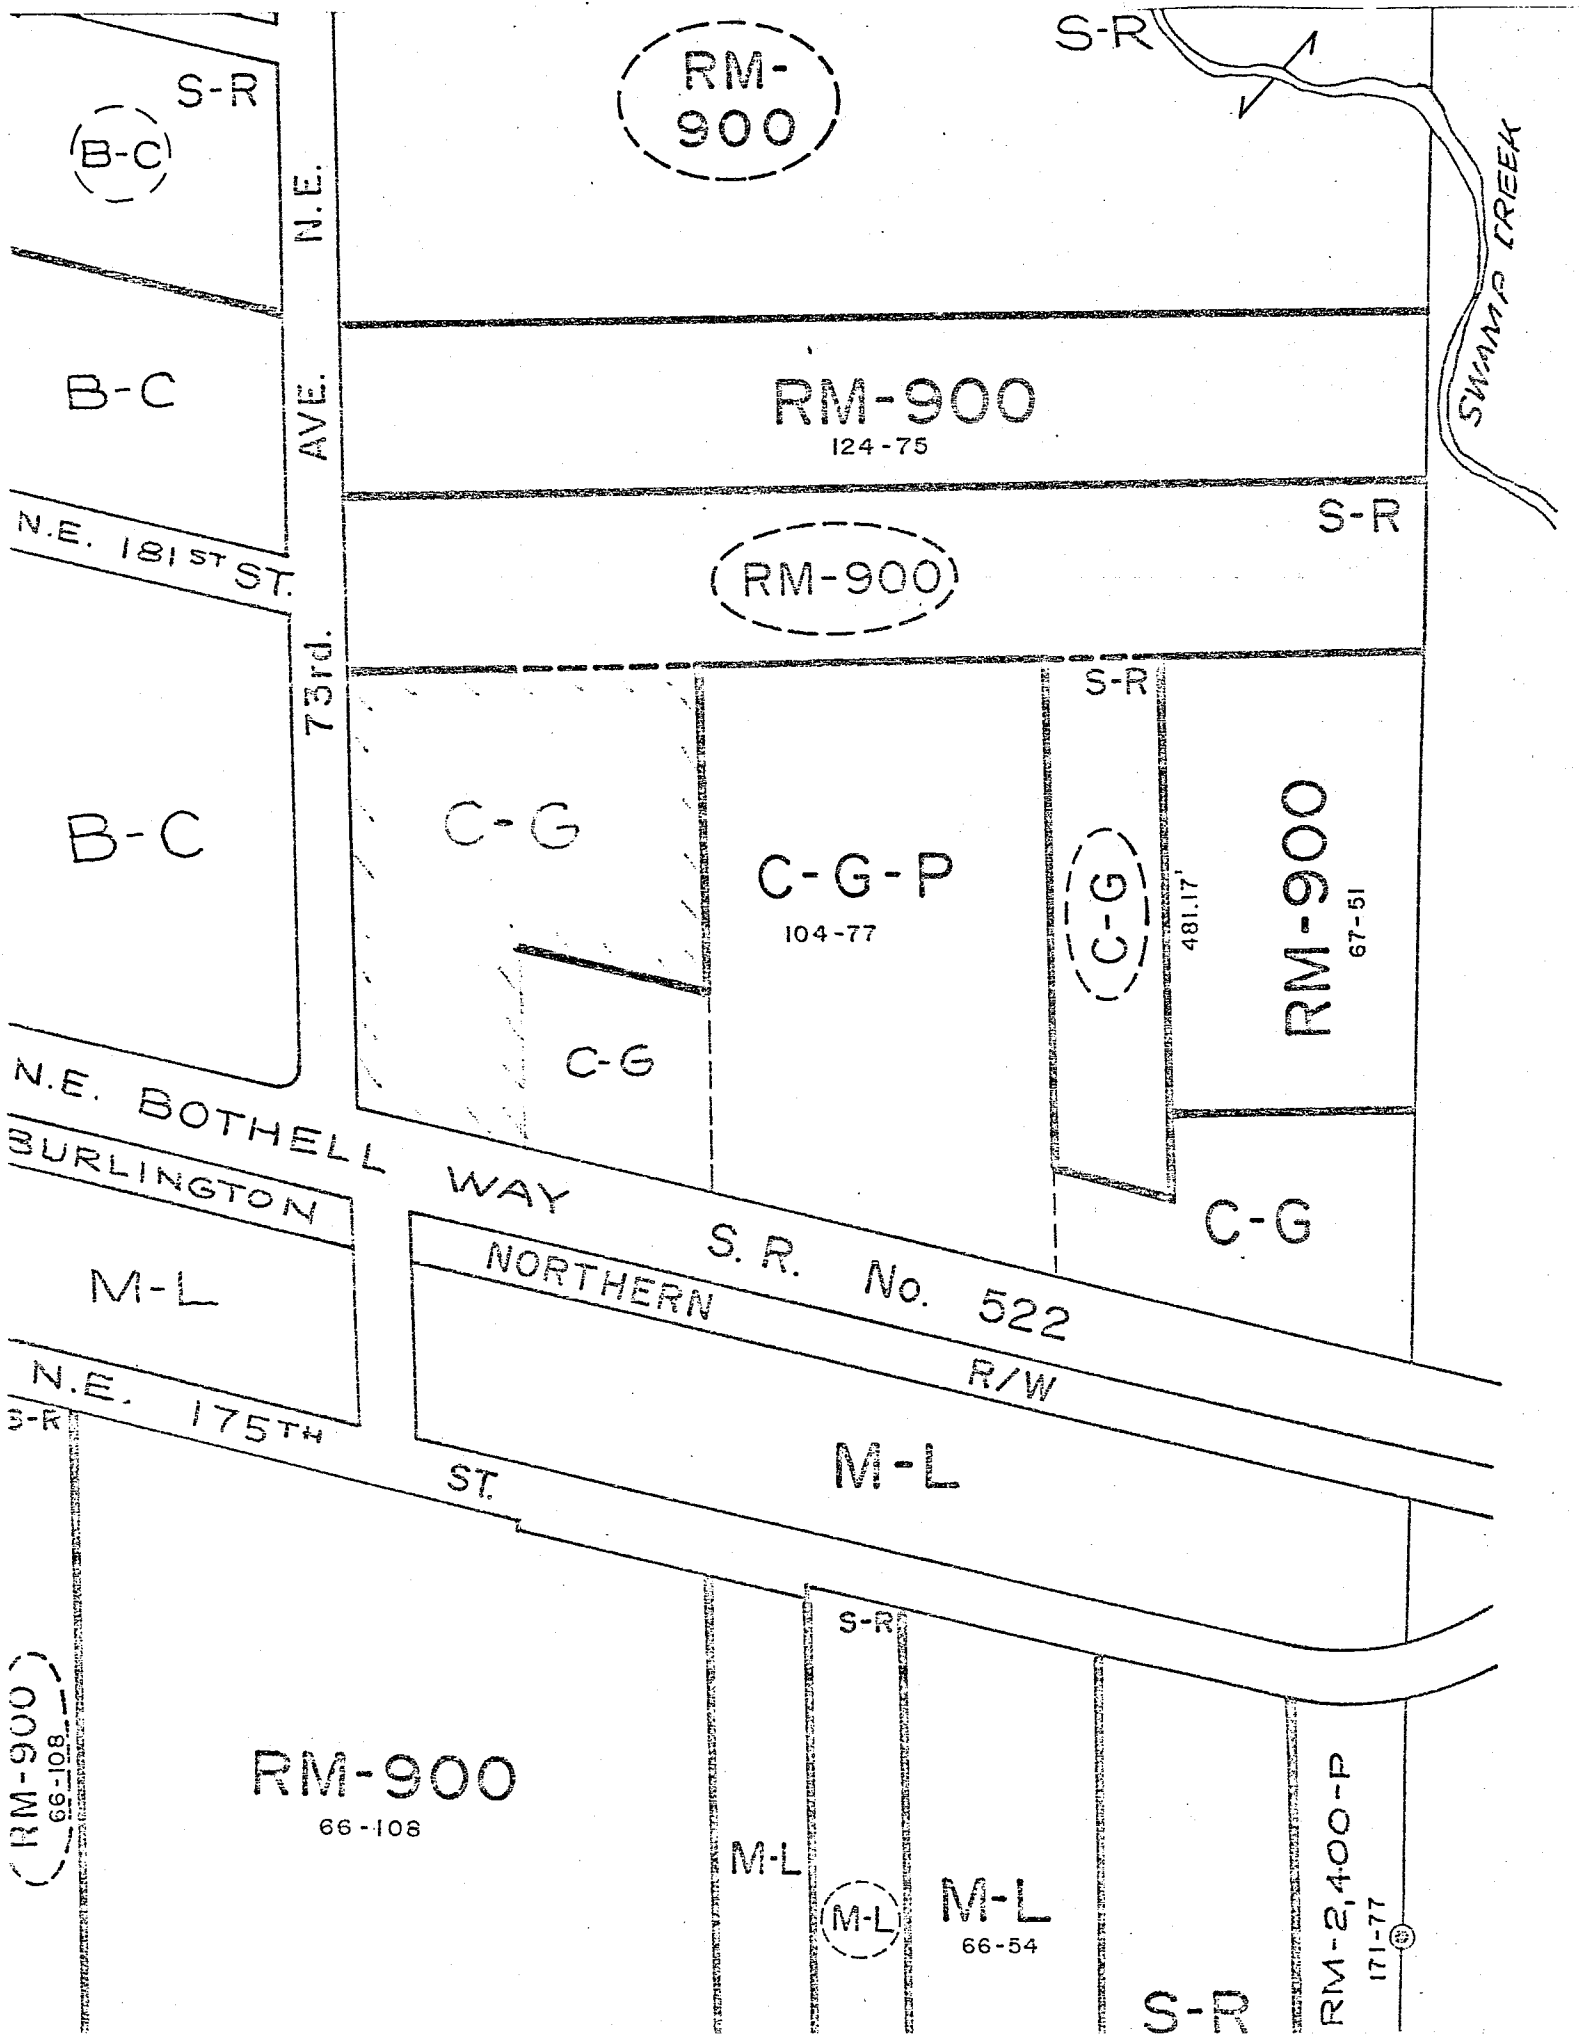 S-R
RM-
900
S-R
B-C
N.E.
SWAMP CREEK
B-C
AVE.
RM-900
124-75
S-R
N.E. 181ST ST.
RM-900
73rd.
S-R
C-G
B-C
C-G-P
104-77
C-G
481.17'
RM-900
67-51
C-G
N.E. BOTHELL WAY S.R. No. 522
BURLINGTON NORTHERN R/W
C-G
M-L
N.E. 175TH ST.
S-R
M-L
S-R
RM-900
66-108
RM-900
66-108
M-L
M-L
M-L
66-54
S-R
RM-2,400-P
171-77